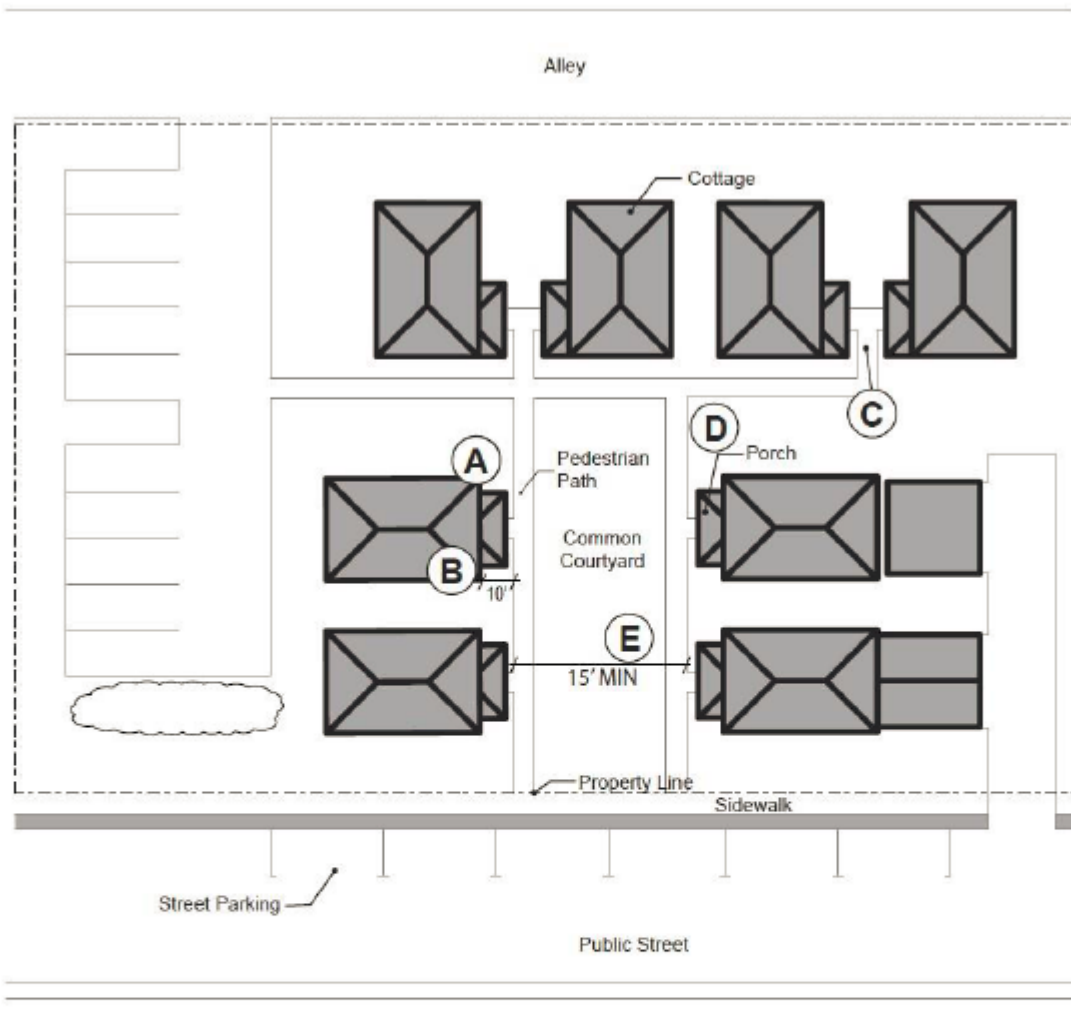 Alley
Cottage
C
D
Porch
A
Pedestrian
Path
Common
Courtyard
B
10'
E
15' MIN
Property Line
Sidewalk
Street Parking
Public Street